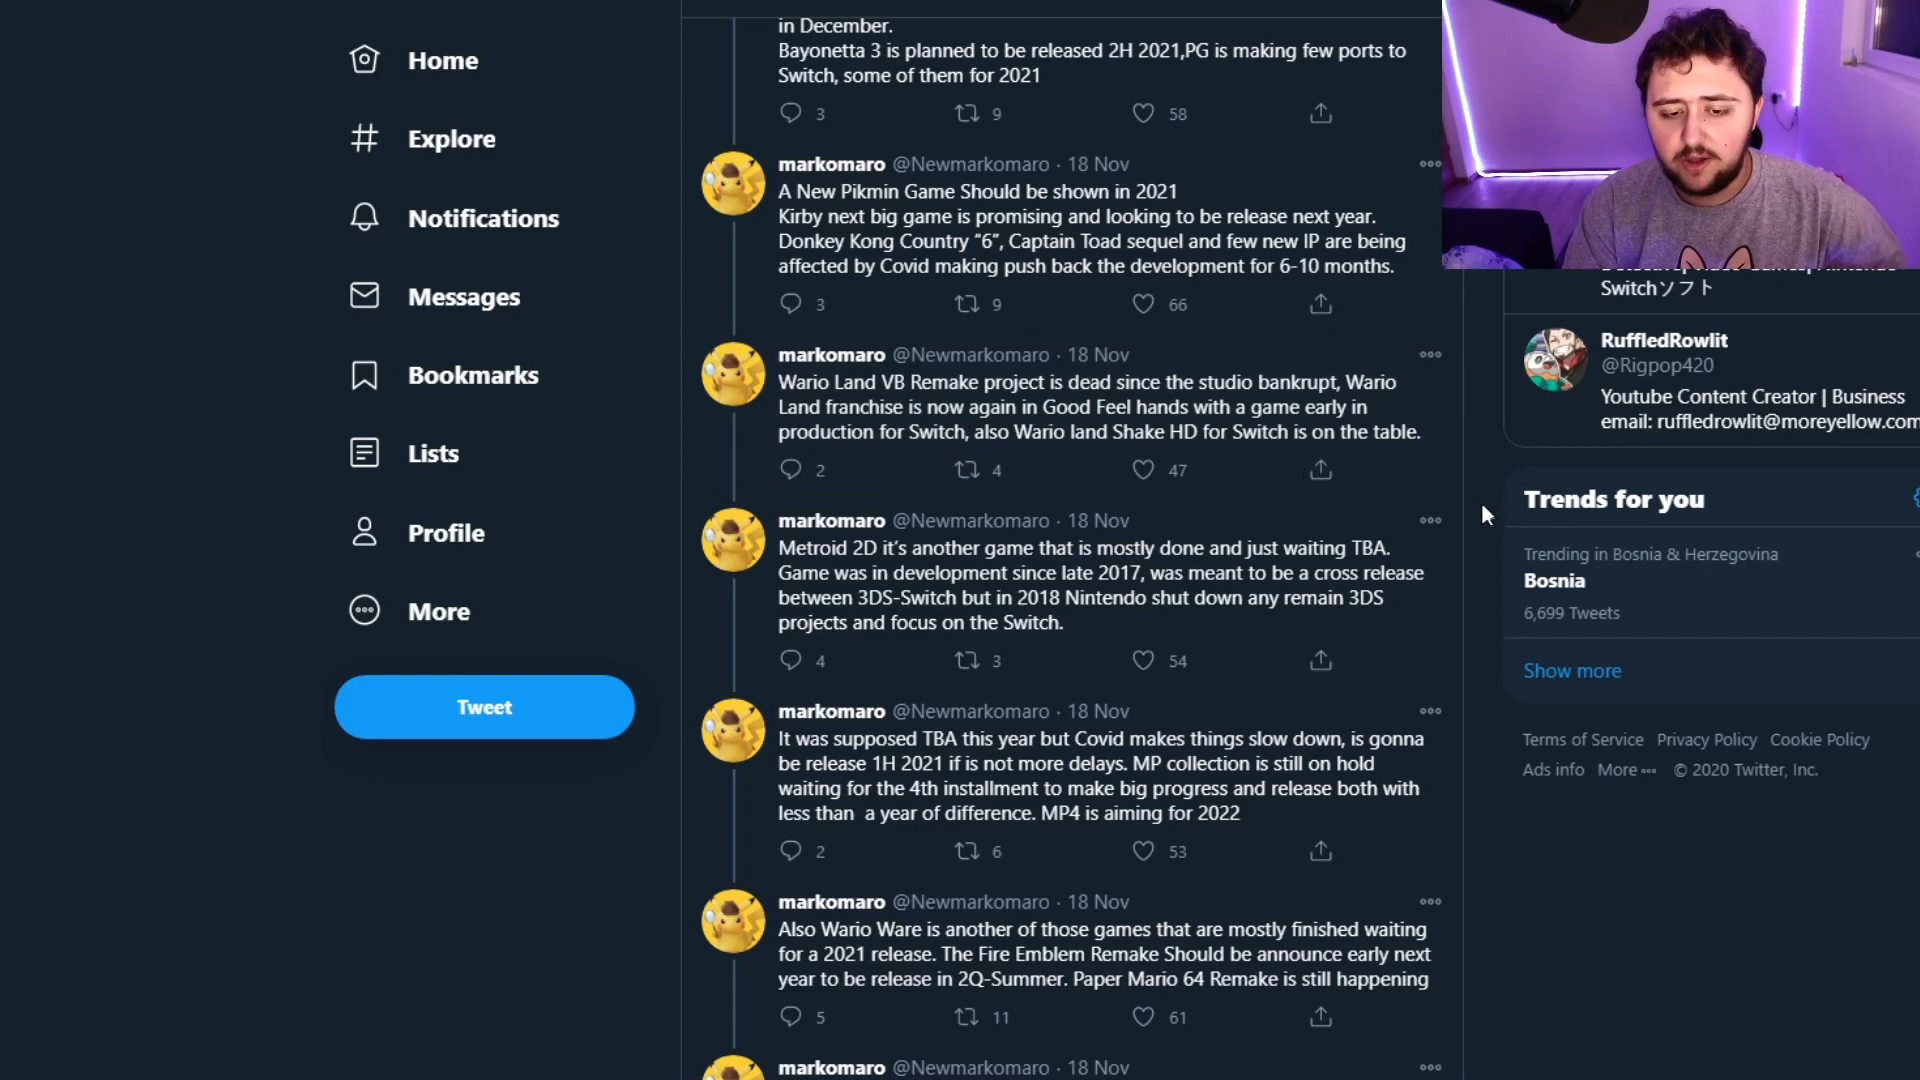 Home
Explore
Notifications
Messages
Bookmarks
Lists
Profile
More
Tweet
in December.
Bayonetta 3 is planned to be released 2H 2021,PG is making few ports to
Switch, some of them for 2021
3 9 58
markomaro @Newmarkomaro · 18 Nov
A New Pikmin Game Should be shown in 2021
Kirby next big game is promising and looking to be release next year.
Donkey Kong Country “6”, Captain Toad sequel and few new IP are being
affected by Covid making push back the development for 6-10 months.
3 9 66
markomaro @Newmarkomaro · 18 Nov
Wario Land VB Remake project is dead since the studio bankrupt, Wario
Land franchise is now again in Good Feel hands with a game early in
production for Switch, also Wario land Shake HD for Switch is on the table.
2 4 47
markomaro @Newmarkomaro · 18 Nov
Metroid 2D it’s another game that is mostly done and just waiting TBA.
Game was in development since late 2017, was meant to be a cross release
between 3DS-Switch but in 2018 Nintendo shut down any remain 3DS
projects and focus on the Switch.
4 3 54
markomaro @Newmarkomaro · 18 Nov
It was supposed TBA this year but Covid makes things slow down, is gonna
be release 1H 2021 if is not more delays. MP collection is still on hold
waiting for the 4th installment to make big progress and release both with
less than a year of difference. MP4 is aiming for 2022
2 6 53
markomaro @Newmarkomaro · 18 Nov
Also Wario Ware is another of those games that are mostly finished waiting
for a 2021 release. The Fire Emblem Remake Should be announce early next
year to be release in 2Q-Summer. Paper Mario 64 Remake is still happening
5 11 61
markomaro @Newmarkomaro · 18 Nov
Switchソフト
RuffledRowlit
@Rigpop420
Youtube Content Creator | Business
email: ruffledrowlit@moreyellow.com
Trends for you
Trending in Bosnia & Herzegovina
Bosnia
6,699 Tweets
Show more
Terms of Service Privacy Policy Cookie Policy
Ads info More © 2020 Twitter, Inc.